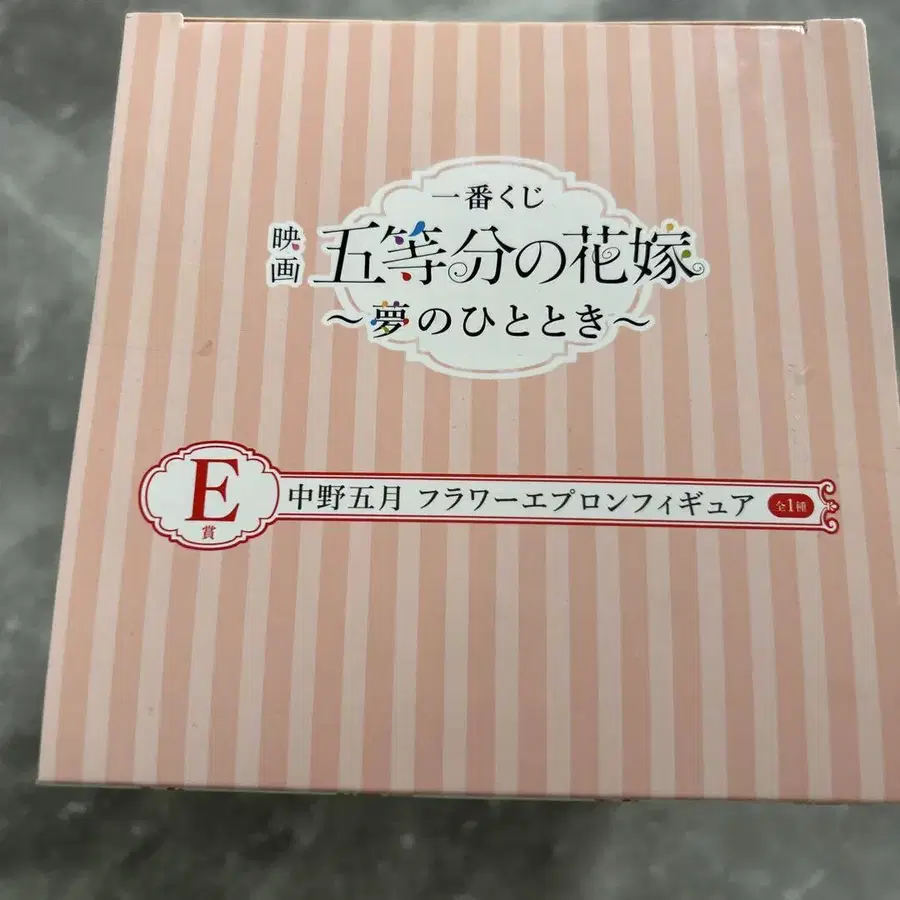 一番くじ
映画
五等分の花嫁
～夢のひととき～
E賞
中野五月 フラワーエプロンフィギュア 全1種